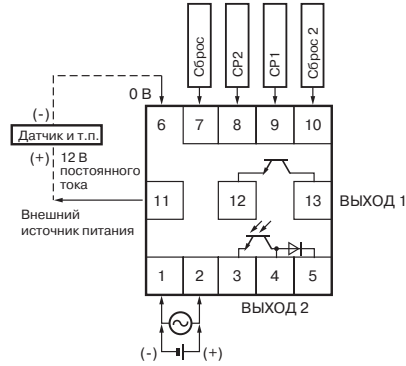 Сброс
CP2
CP1
Сброс 2
0 В
(-)
Датчик и т.п.
(+)
12 В
постоянного
тока
Внешний
источник питания
6
7
8
9
10
11
12
13
ВЫХОД 1
1
2
3
4
5
ВЫХОД 2
(-)
(+)